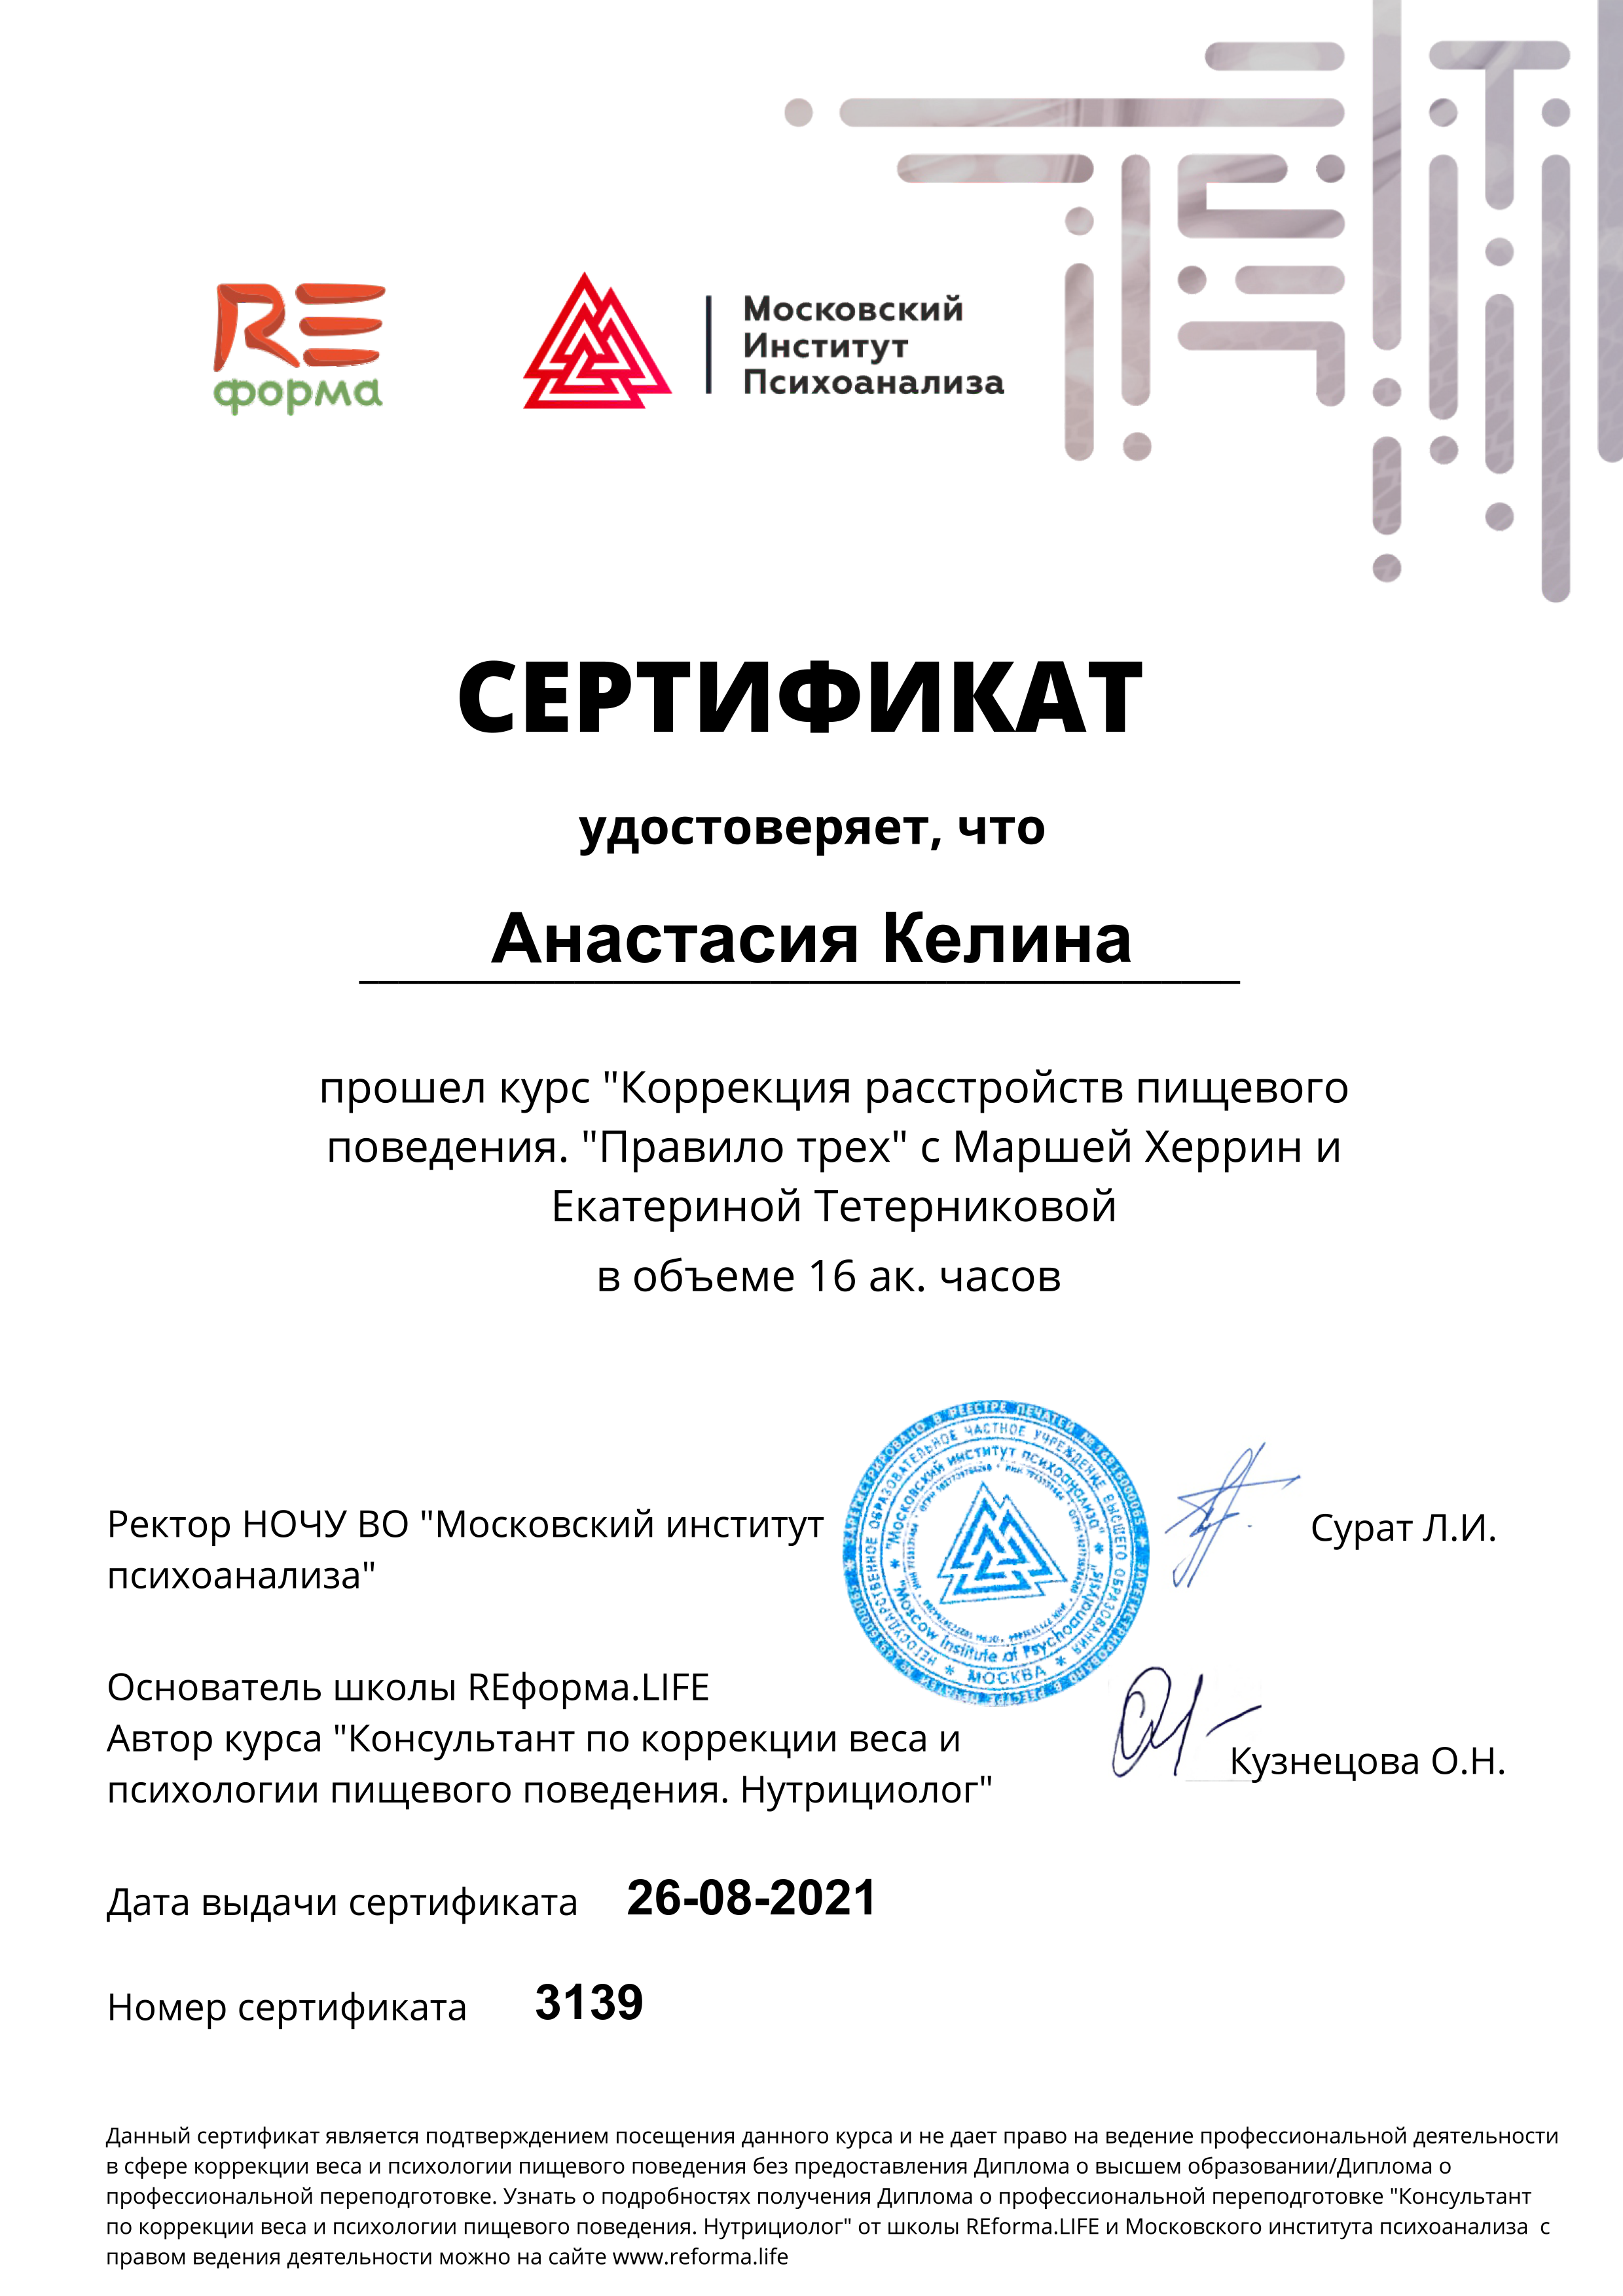 RE
форма
Московский
Институт
Психоанализа
СЕРТИФИКАТ
удостоверяет, что
Анастасия Келина
прошел курс "Коррекция расстройств пищевого
поведения. "Правило трех" с Маршей Херрин и
Екатериной Тетерниковой
в объеме 16 ак. часов
Ректор НОЧУ ВО "Московский институт
психоанализа"
ЗАРЕГИСТРИРОВАНО В РЕЕСТРЕ ПЕЧАТЕЙ
НЕГОСУДАРСТВЕННОЕ ОБРАЗОВАТЕЛЬНОЕ ЧАСТНОЕ УЧРЕЖДЕНИЕ ВЫСШЕГО ОБРАЗОВАНИЯ
"Московский институт психоанализа"
"Moscow Institute of Psychoanalysis"
МОСКВА
Сурат Л.И.
Основатель школы REформа.LIFE
Автор курса "Консультант по коррекции веса и
психологии пищевого поведения. Нутрициолог"
Кузнецова О.Н.
Дата выдачи сертификата 26-08-2021
Номер сертификата 3139
Данный сертификат является подтверждением посещения данного курса и не дает право на ведение профессиональной деятельности
в сфере коррекции веса и психологии пищевого поведения без предоставления Диплома о высшем образовании/Диплома о
профессиональной переподготовке. Узнать о подробностях получения Диплома о профессиональной переподготовке "Консультант
по коррекции веса и психологии пищевого поведения. Нутрициолог" от школы REforma.LIFE и Московского института психоанализа с
правом ведения деятельности можно на сайте www.reforma.life